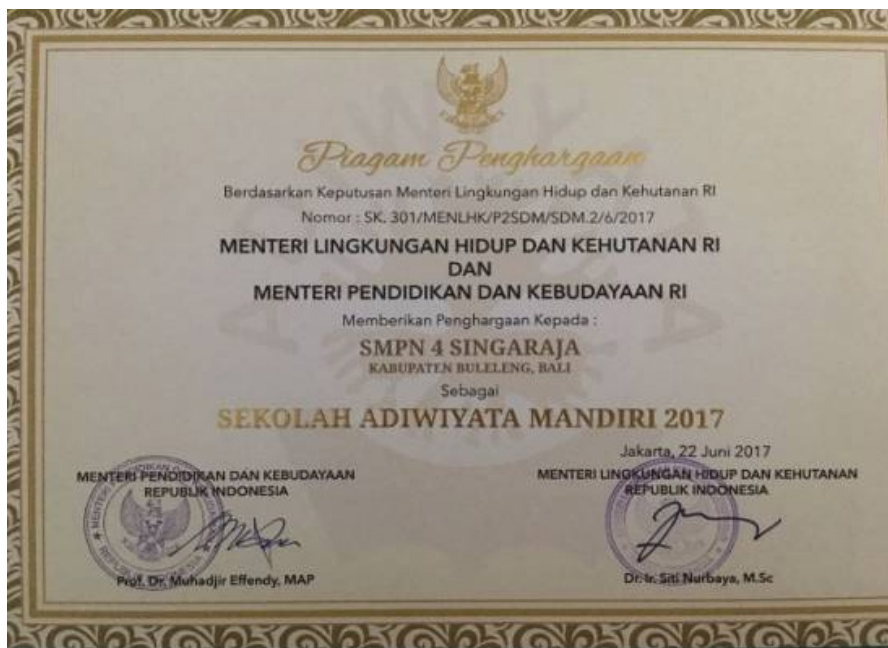 Piagam Penghargaan
Berdasarkan Keputusan Menteri Lingkungan Hidup dan Kehutanan RI
Nomor : SK. 301/MENLHK/P2SDM/SDM.2/6/2017
MENTERI LINGKUNGAN HIDUP DAN KEHUTANAN RI
DAN
MENTERI PENDIDIKAN DAN KEBUDAYAAN RI
Memberikan Penghargaan Kepada :
SMPN 4 SINGARAJA
KABUPATEN BULELENG, BALI
Sebagai
SEKOLAH ADIWIYATA MANDIRI 2017
MENTERI PENDIDIKAN DAN KEBUDAYAAN
REPUBLIK INDONESIA
Prof. Dr. Muhadjir Effendy, MAP
Jakarta, 22 Juni 2017
MENTERI LINGKUNGAN HIDUP DAN KEHUTANAN
REPUBLIK INDONESIA
Dr. Ir. Siti Nurbaya, M.Sc